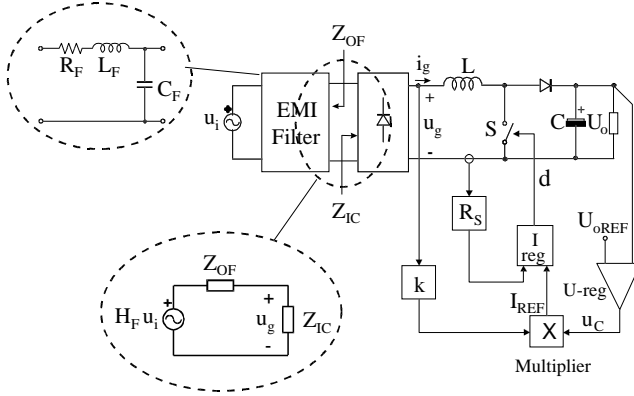 R_F L_F
C_F
Z_OF
i_g L
u_i
EMI
Filter
+
u_g
-
S
+
C U_o
d
Z_IC
R_S
I
reg
U_oREF
k
I_REF
U-reg
X
u_C
Multiplier
Z_OF
+
H_F u_i
+
u_g
-
Z_IC